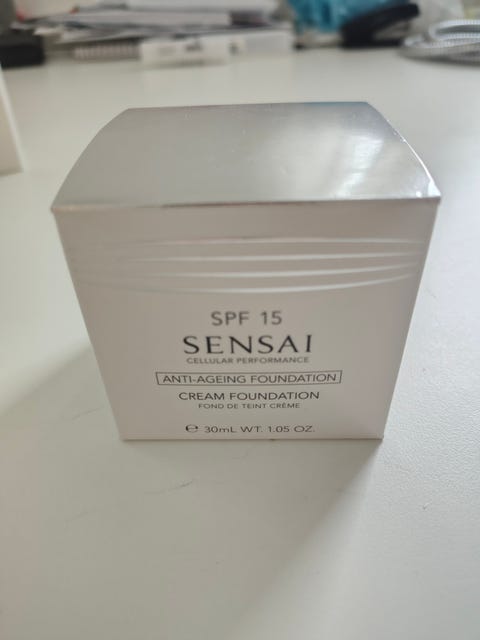 SPF 15
SENSAI
CELLULAR PERFORMANCE
ANTI-AGEING FOUNDATION
CREAM FOUNDATION
FOND DE TEINT CRÈME
℮ 30mL WT. 1.05 OZ.